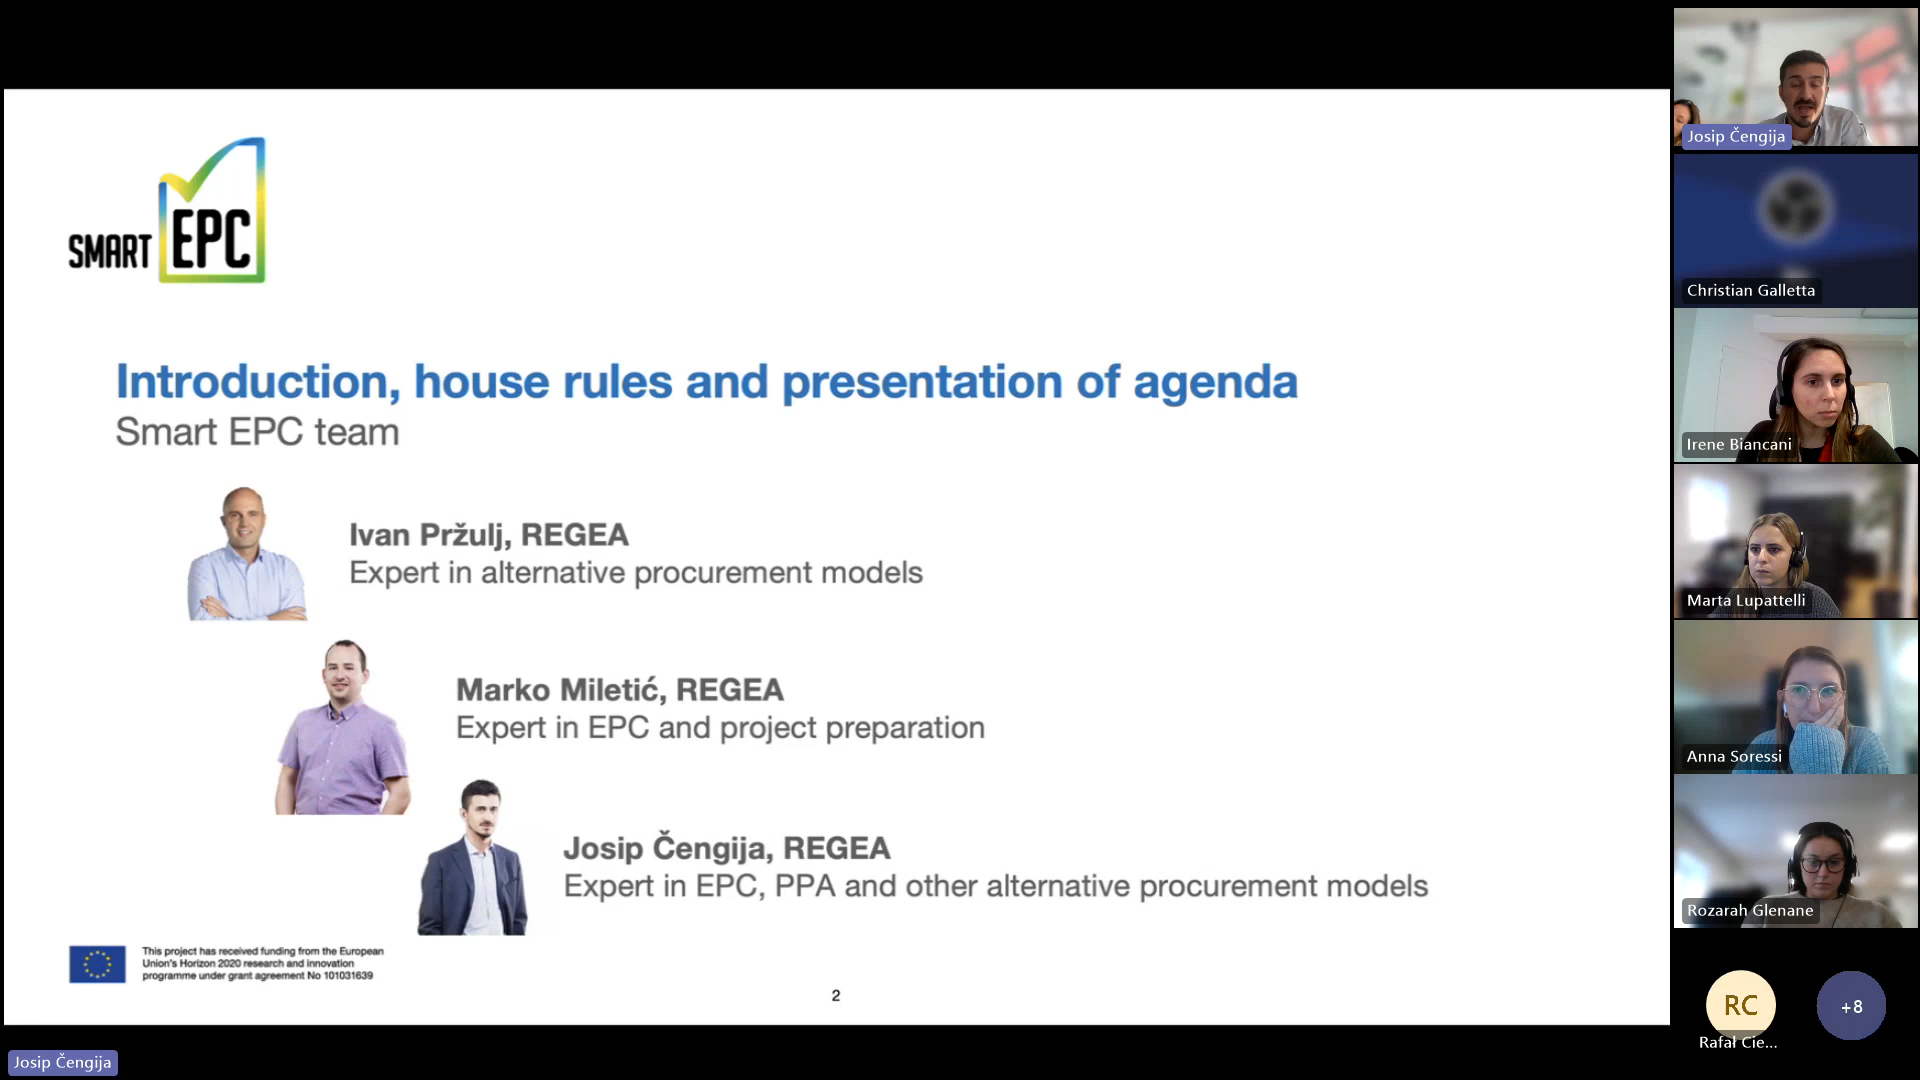 SMART EPC
Introduction, house rules and presentation of agenda
Smart EPC team
Ivan Pržulj, REGEA
Expert in alternative procurement models
Marko Miletić, REGEA
Expert in EPC and project preparation
Josip Čengija, REGEA
Expert in EPC, PPA and other alternative procurement models
This project has received funding from the European
Union's Horizon 2020 research and innovation
programme under grant agreement No 101031639
2
Josip Čengija
Josip Čengija
Christian Galletta
Irene Biancani
Marta Lupattelli
Anna Soressi
Rozarah Glenane
RC
Rafał Cie...
+8